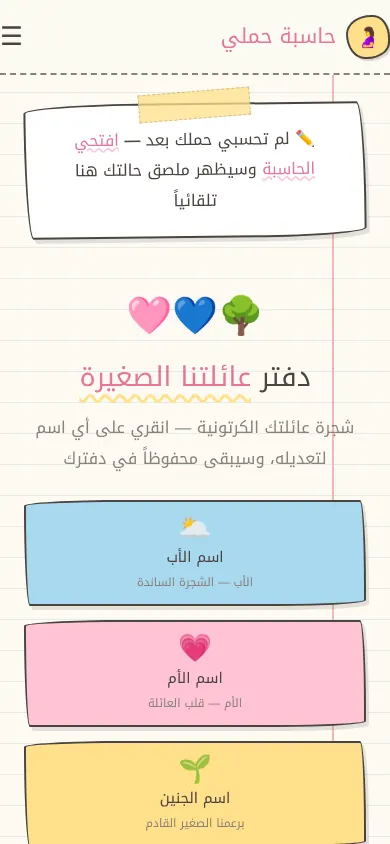 حاسبة حملي
✏️ لم تحسبي حملك بعد — افتحي
الحاسبة وسيظهر ملصق حالتك هنا
تلقائياً
دفتر عائلتنا الصغيرة
شجرة عائلتك الكرتونية — انقري على أي اسم
لتعديله، وسيبقى محفوظاً في دفترك
اسم الأب
الأب — الشجرة الساندة
اسم الأم
الأم — قلب العائلة
اسم الجنين
برعمنا الصغير القادم